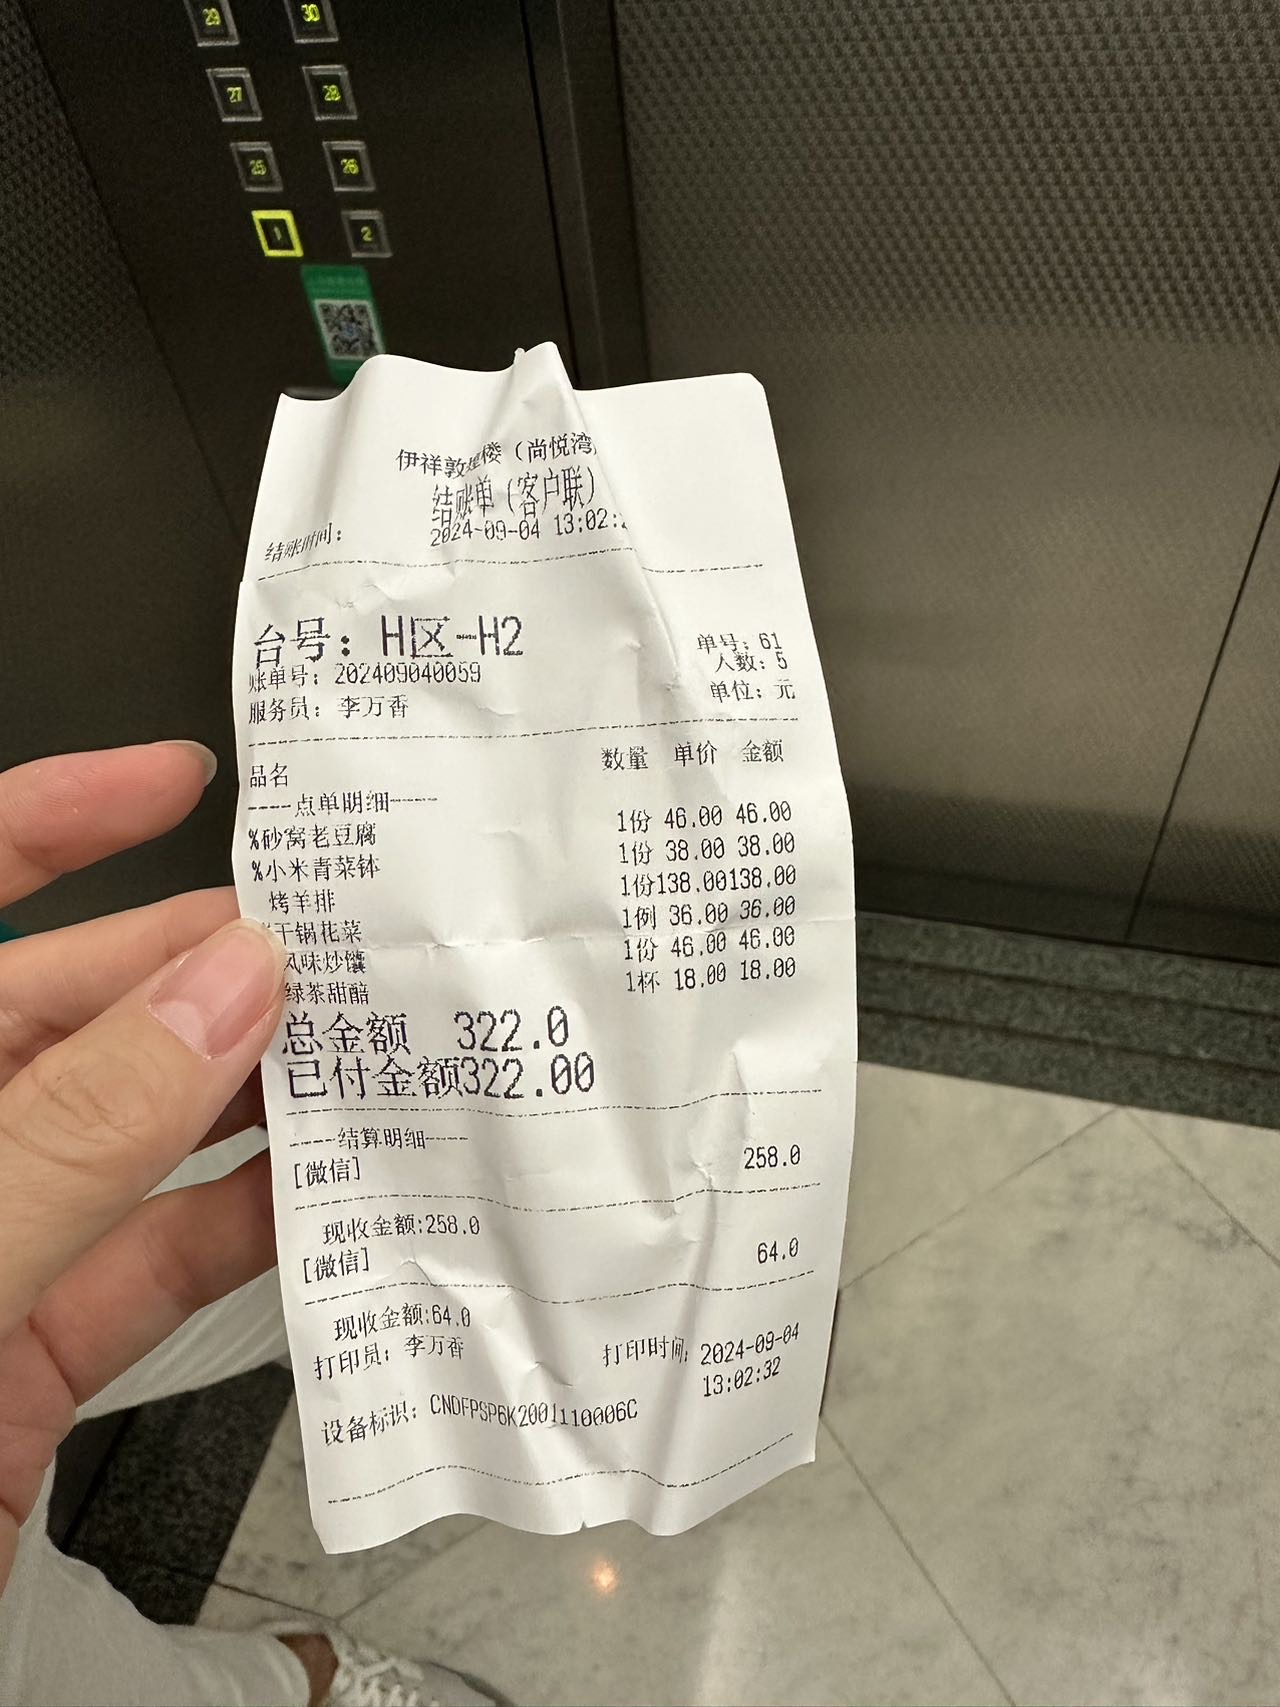 29 30
27 28
25 26
1 2
伊祥敦煌楼（尚悦湾
结账单（客户联）
结账时间： 2024-09-04 13:02:
台号：H区-H2
单号：61
人数：5
账单号：202409040059
单位：元
服务员：李万香
品名 数量 单价 金额
----点单明细----
%砂窝老豆腐 1份 46.00 46.00
%小米青菜钵 1份 38.00 38.00
烤羊排 1份138.00138.00
干锅花菜 1例 36.00 36.00
风味炒馕 1份 46.00 46.00
绿茶甜醅 1杯 18.00 18.00
总金额 322.0
已付金额322.00
----结算明细----
[微信] 258.0
现收金额:258.0
[微信] 64.0
现收金额:64.0
打印员：李万香 打印时间：2024-09-04
13:02:32
设备标识：CNDFPSP6K2001110006C